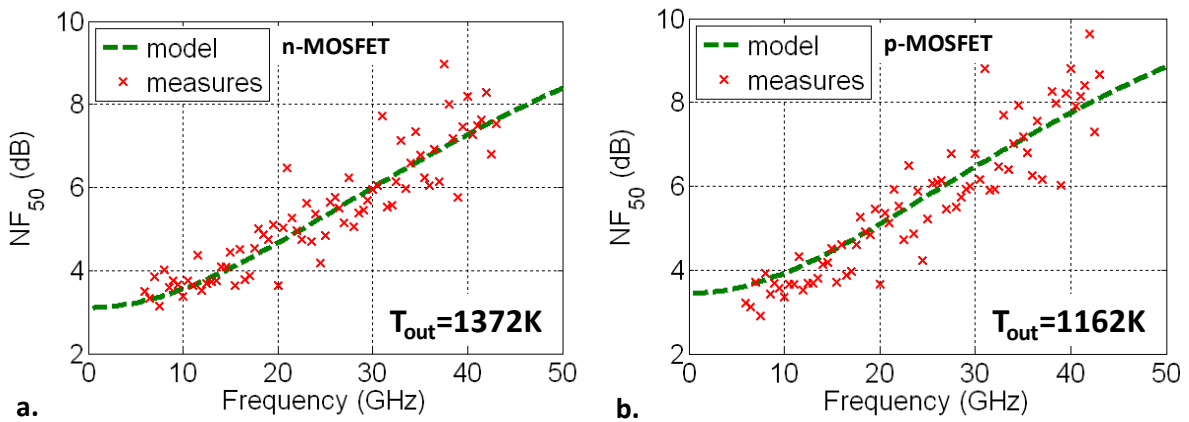 10
8
6
4
2
NF50 (dB)
model
measures
n-MOSFET
Tout=1372K
0 10 20 30 40 50
Frequency (GHz)
a.
10
8
6
4
2
NF50 (dB)
model
measures
p-MOSFET
Tout=1162K
0 10 20 30 40 50
Frequency (GHz)
b.